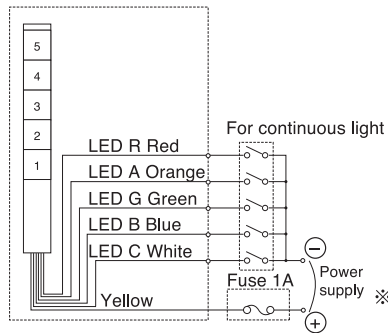 5
4
3
2
1
For continuous light
LED R Red
LED A Orange
LED G Green
LED B Blue
LED C White
Yellow
Fuse 1A
−
Power
supply
※
+